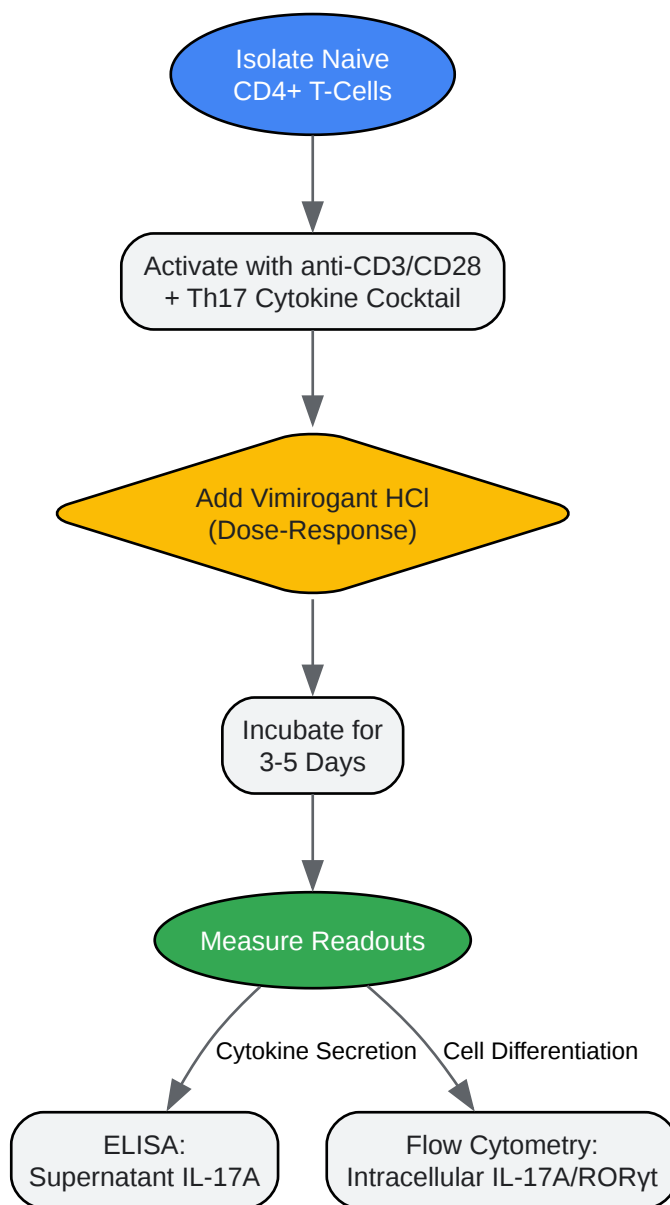 Isolate Naive
CD4+ T-Cells
Activate with anti-CD3/CD28
+ Th17 Cytokine Cocktail
Add Vimirogant HCl
(Dose-Response)
Incubate for
3-5 Days
Measure Readouts
Cytokine Secretion
Cell Differentiation
ELISA:
Supernatant IL-17A
Flow Cytometry:
Intracellular IL-17A/RORγt